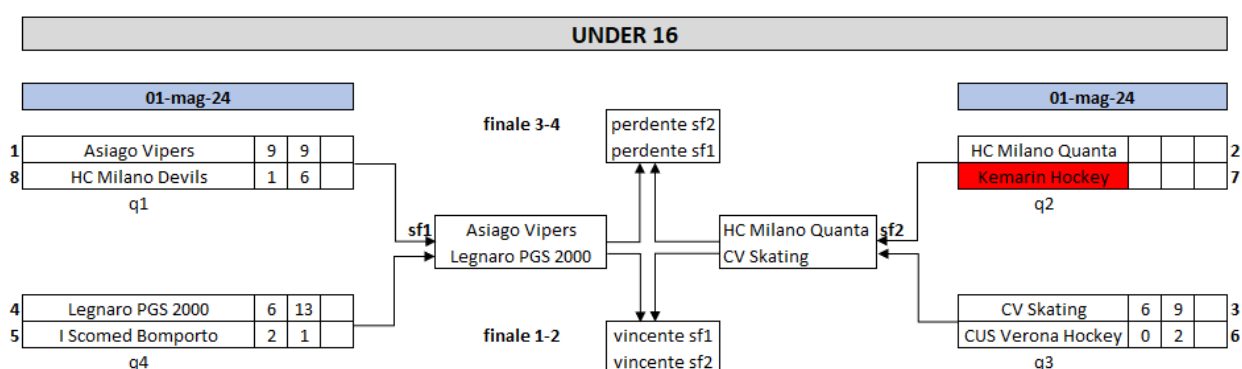 UNDER 16
01-mag-24 01-mag-24
finale 3-4 perdente sf2
perdente sf1
1 Asiago Vipers 9 9 HC Milano Quanta 2
8 HC Milano Devils 1 6 Kemarin Hockey 7
q1 q2
sf1 Asiago Vipers HC Milano Quanta sf2
Legnaro PGS 2000 CV Skating
4 Legnaro PGS 2000 6 13 CV Skating 6 9 3
5 I Scomed Bomporto 2 1 CUS Verona Hockey 0 2 6
finale 1-2 vincente sf1
vincente sf2
q4 q3